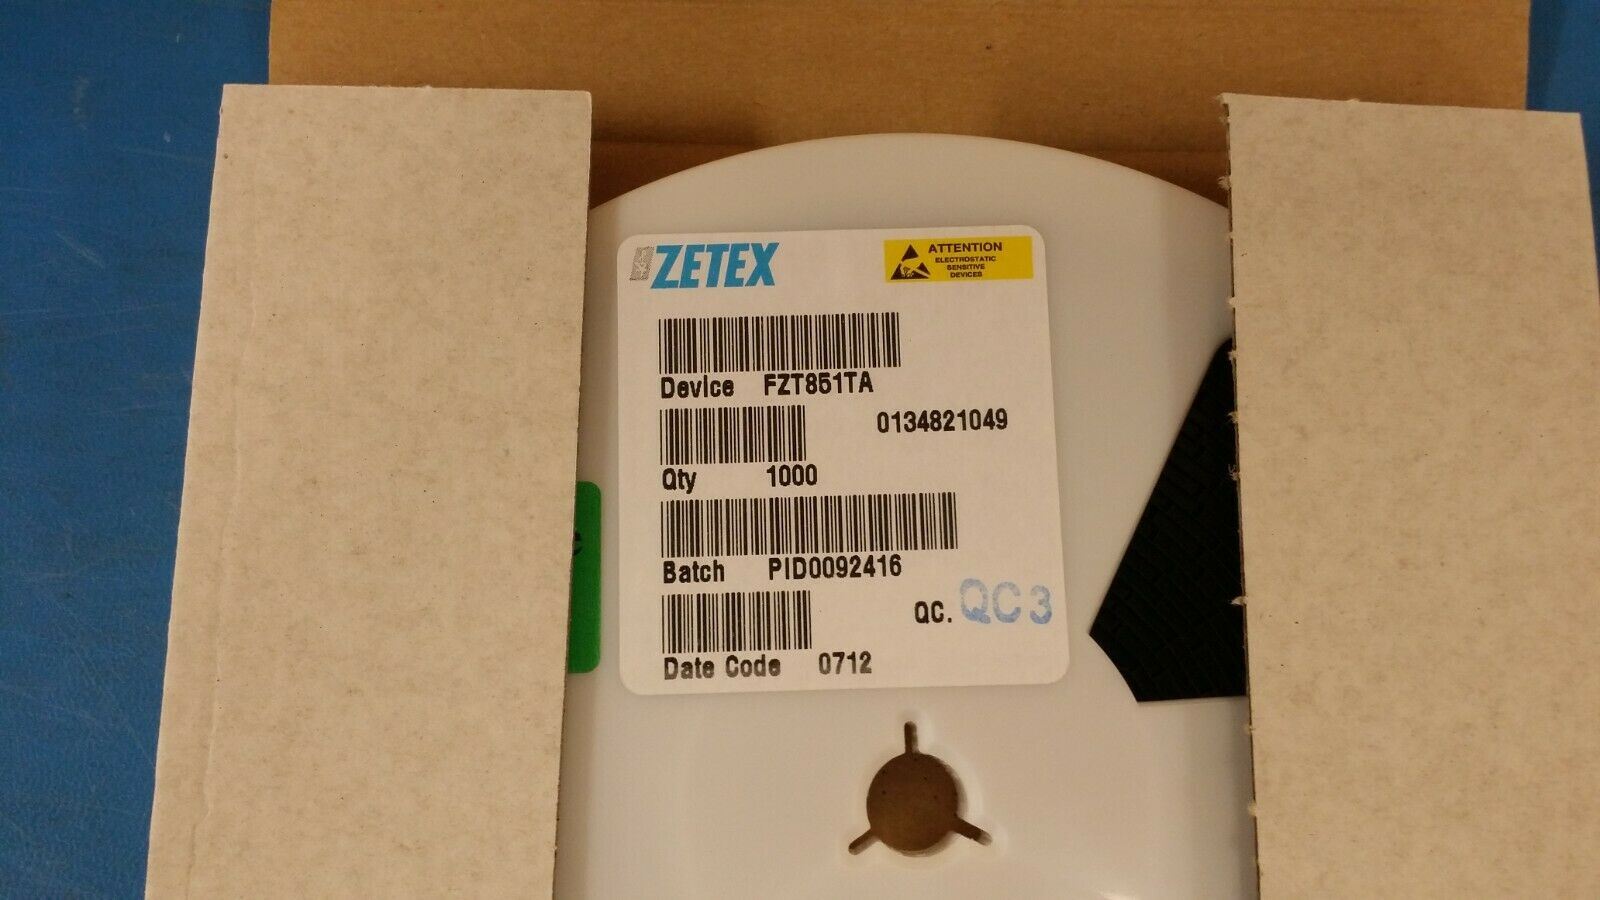 ZETEX
ATTENTION
ELECTROSTATIC
SENSITIVE
DEVICES
Device FZT851TA
0134821049
Qty 1000
Batch PID0092416
QC. QC3
Date Code 0712
e